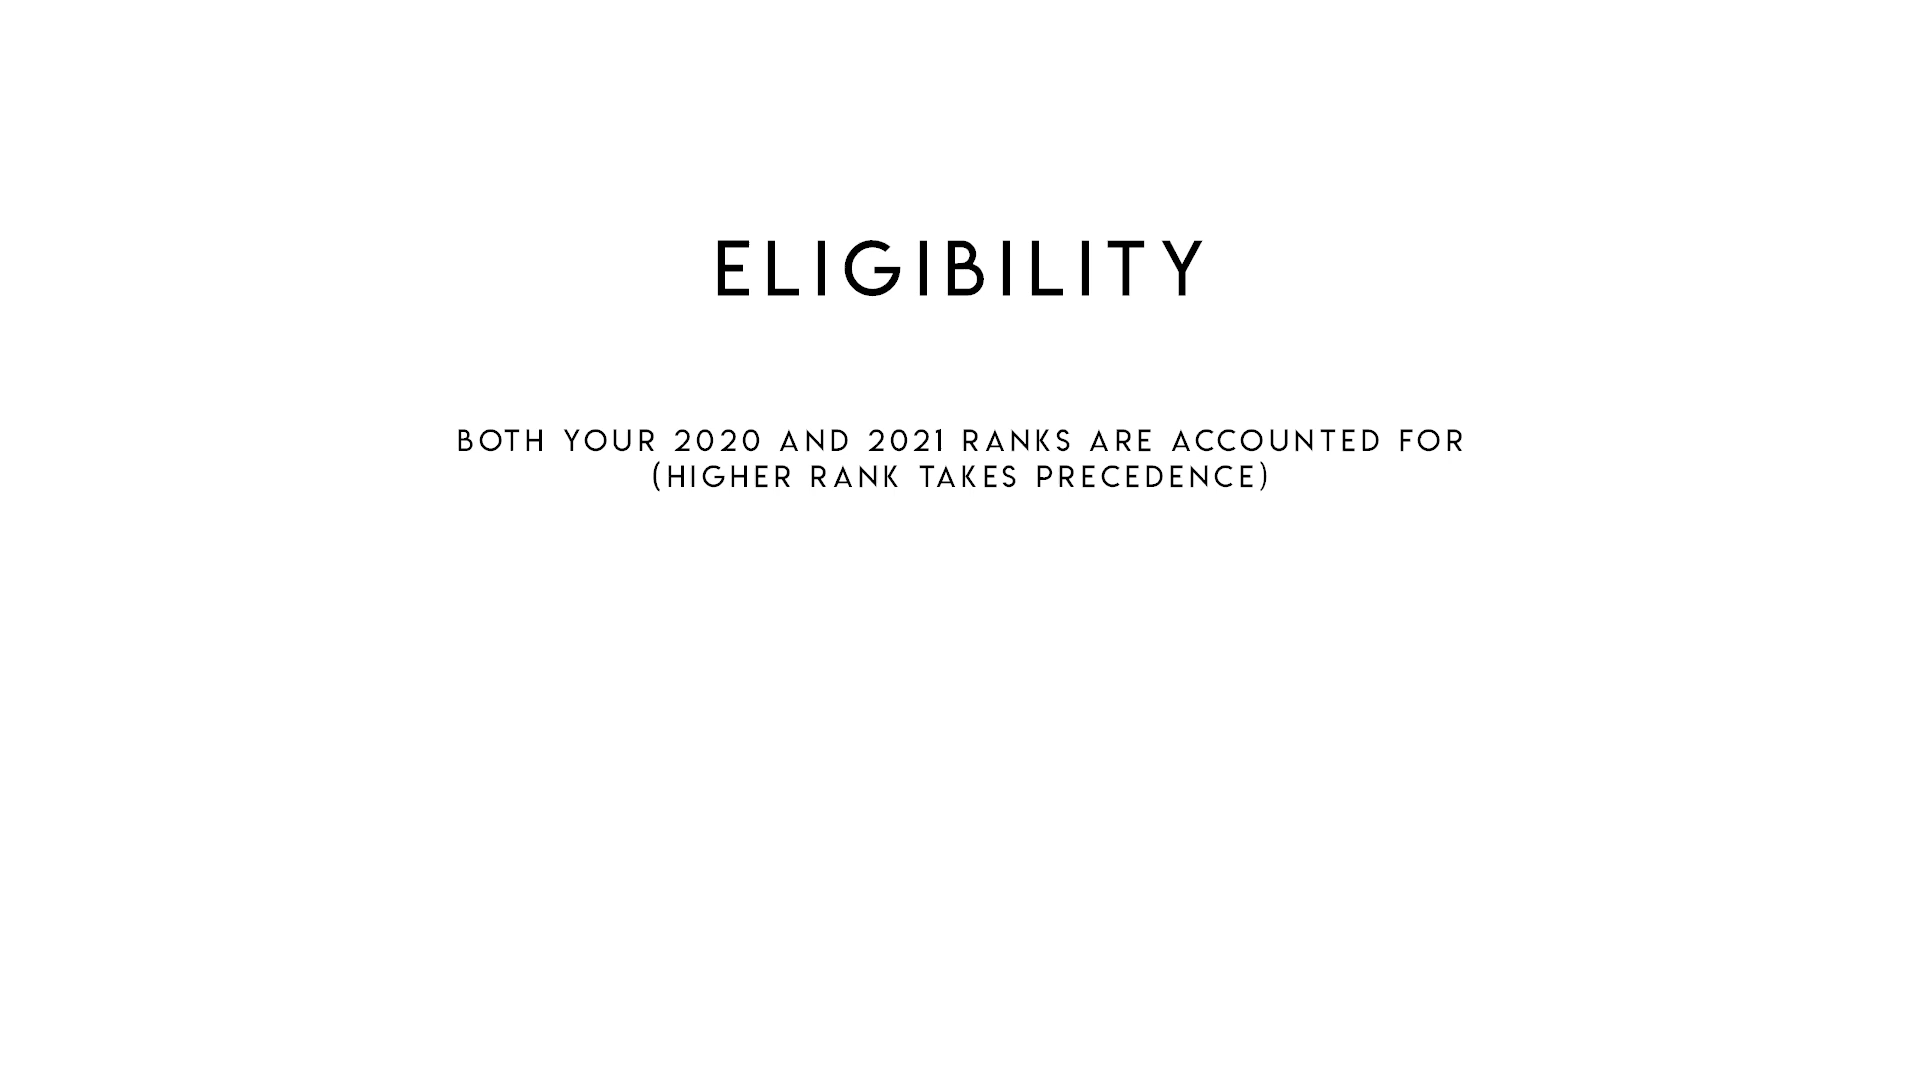 ELIGIBILITY
BOTH YOUR 2020 AND 2021 RANKS ARE ACCOUNTED FOR
(HIGHER RANK TAKES PRECEDENCE)